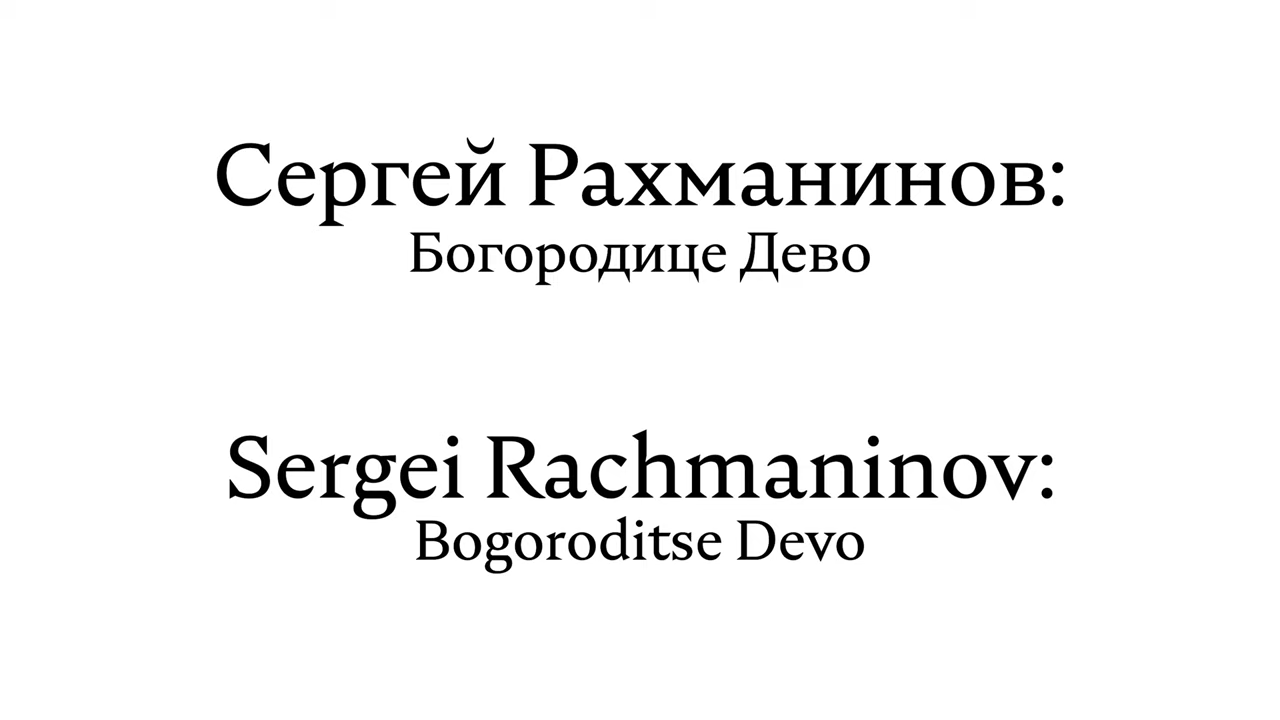 Сергей Рахманинов:
Богородице Дево
Sergei Rachmaninov:
Bogoroditse Devo